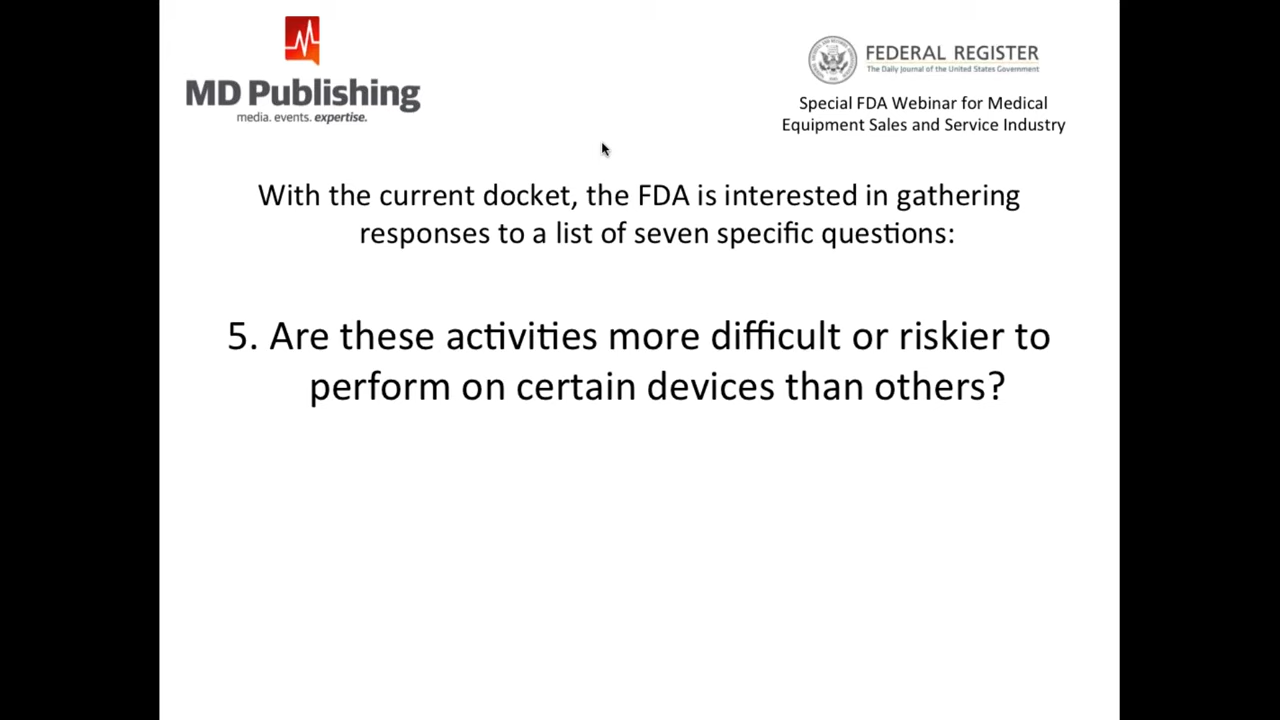 MD Publishing
media. events. expertise.
FEDERAL REGISTER
The Daily Journal of the United States Government
Special FDA Webinar for Medical
Equipment Sales and Service Industry
With the current docket, the FDA is interested in gathering
responses to a list of seven specific questions:
5. Are these activities more difficult or riskier to
perform on certain devices than others?